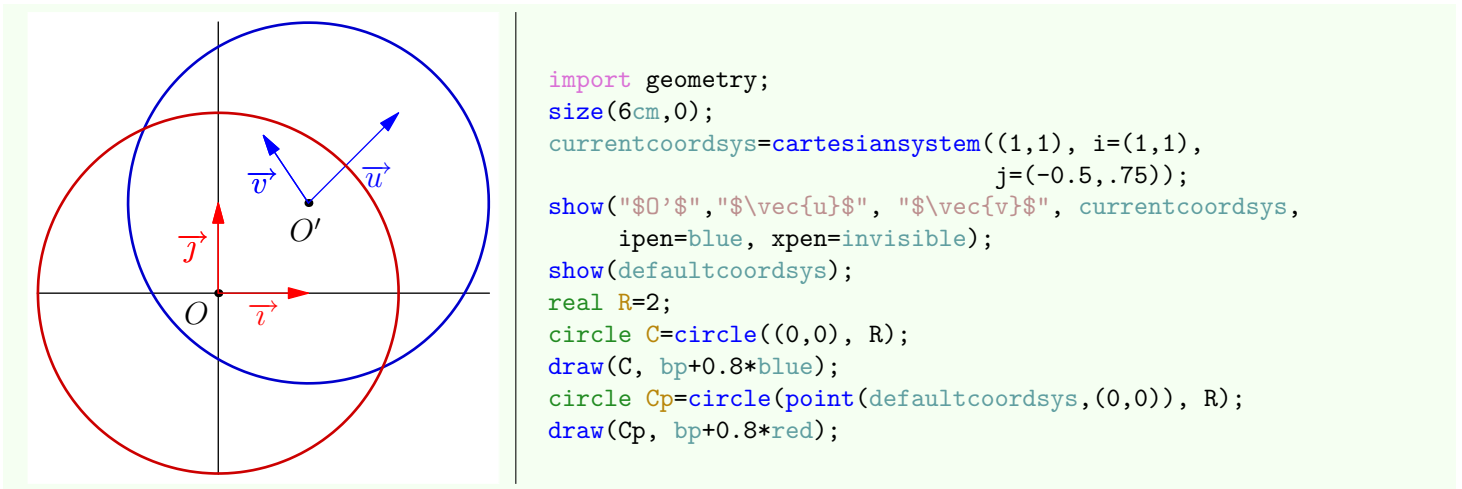 v⃗
u⃗
O′
ȷ⃗
O
ı⃗
import geometry;
size(6cm,0);
currentcoordsys=cartesiansystem((1,1), i=(1,1),
j=(-0.5,.75));
show("$O’$","$\vec{u}$", "$\vec{v}$", currentcoordsys,
ipen=blue, xpen=invisible);
show(defaultcoordsys);
real R=2;
circle C=circle((0,0), R);
draw(C, bp+0.8*blue);
circle Cp=circle(point(defaultcoordsys,(0,0)), R);
draw(Cp, bp+0.8*red);